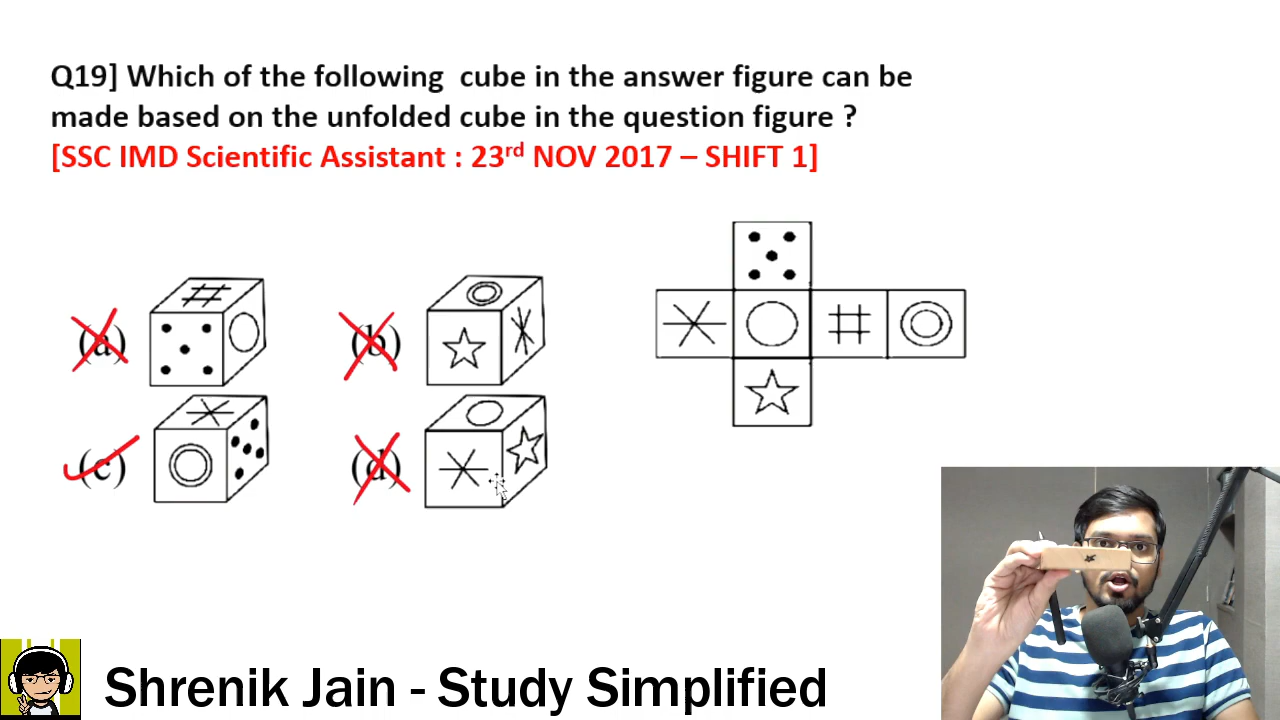 Q19] Which of the following cube in the answer figure can be
made based on the unfolded cube in the question figure ?
[SSC IMD Scientific Assistant : 23rd NOV 2017 – SHIFT 1]
(a)
(b)
(c)
(d)
Shrenik Jain - Study Simplified